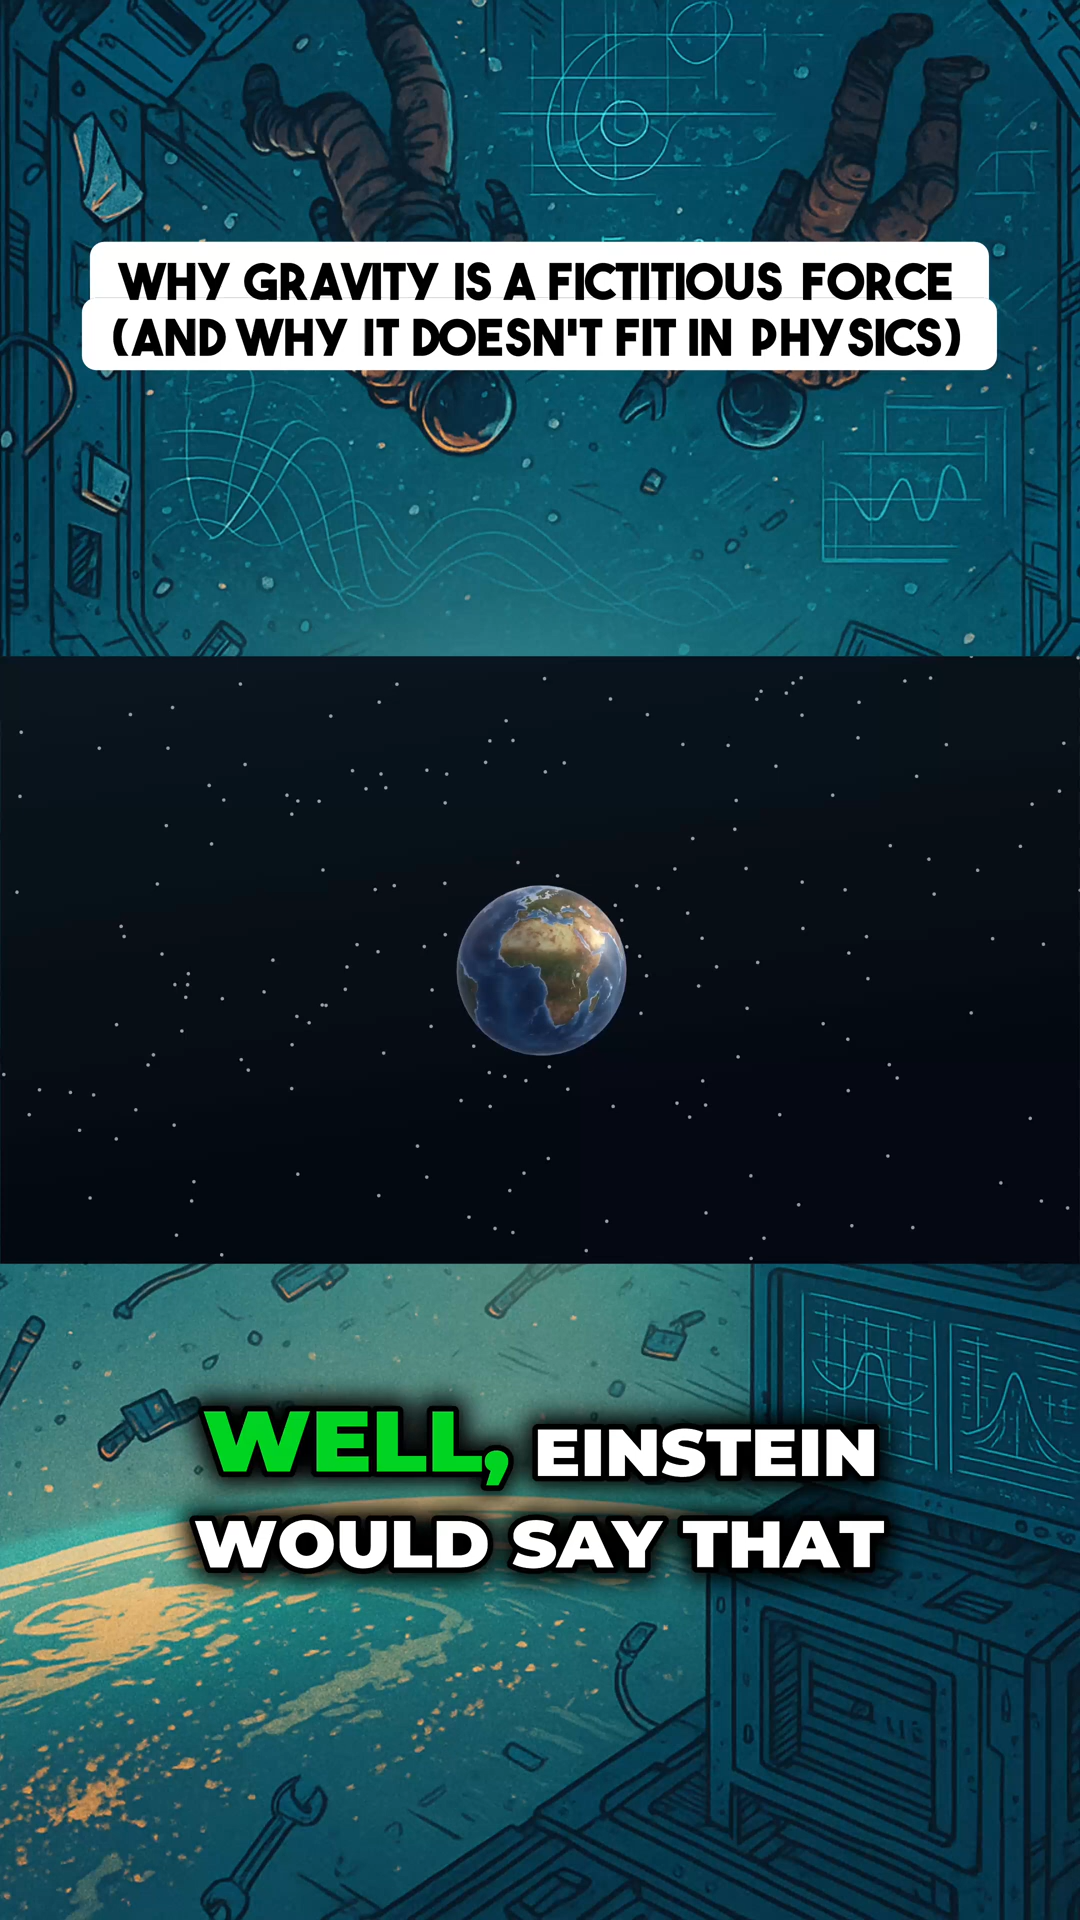 WHY GRAVITY IS A FICTITIOUS FORCE
(AND WHY IT DOESN'T FIT IN PHYSICS)
WELL, EINSTEIN
WOULD SAY THAT